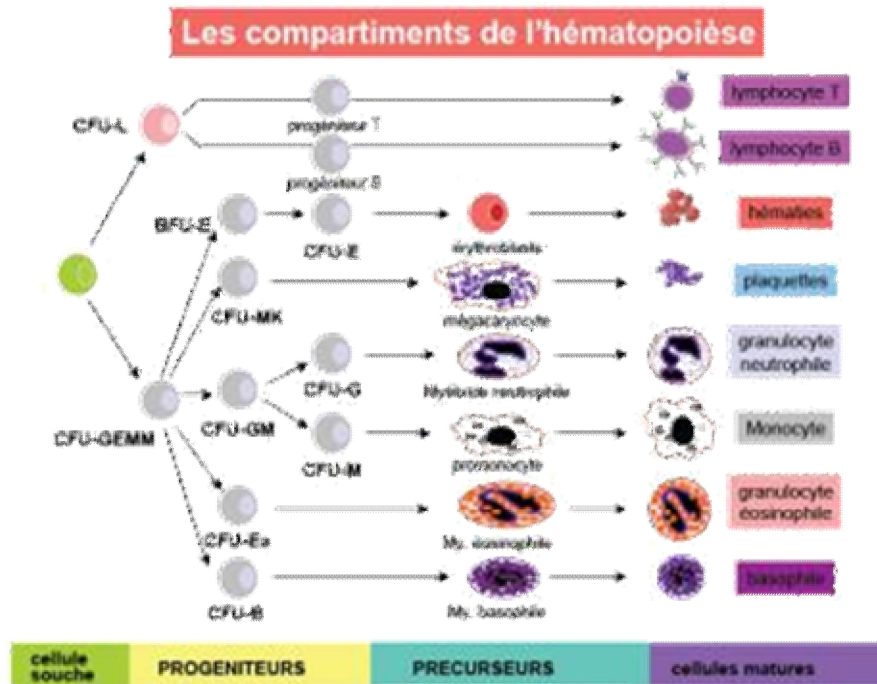 Les compartiments de l'hématopoièse
CFU-L
progéniteur T
lymphocyte T
progéniteur B
lymphocyte B
BFU-E
CFU-E
érythroblaste
hématies
CFU-MK
mégacaryocyte
plaquettes
CFU-GEMM
CFU-GM
CFU-G
neutrophile
granulocyte
neutrophile
CFU-M
promonocyte
Monocyte
CFU-Eo
My. éosinophile
granulocyte
éosinophile
CFU-B
My. basophile
basophile
cellule
souche
PROGENITEURS
PRECURSEURS
cellules matures